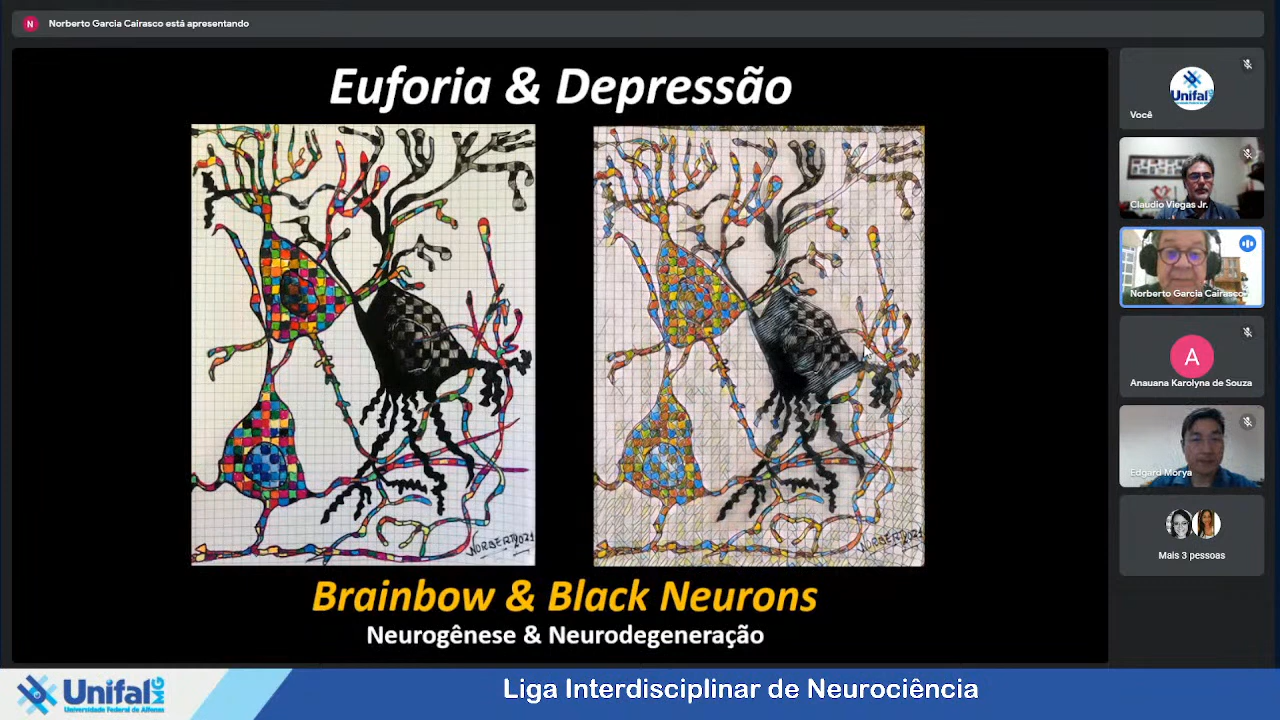 N Norberto Garcia Cairasco está apresentando
Euforia & Depressão
NORBERTO 2021
NORBERTO 2021
Brainbow & Black Neurons
Neurogênese & Neurodegeneração
Unifal
Você
Claudio Viegas Jr.
Norberto Garcia Cairasco
A
Anauana Karolyna de Souza
Edgard Morya
Mais 3 pessoas
Unifal MG
Universidade Federal de Alfenas
Liga Interdisciplinar de Neurociência